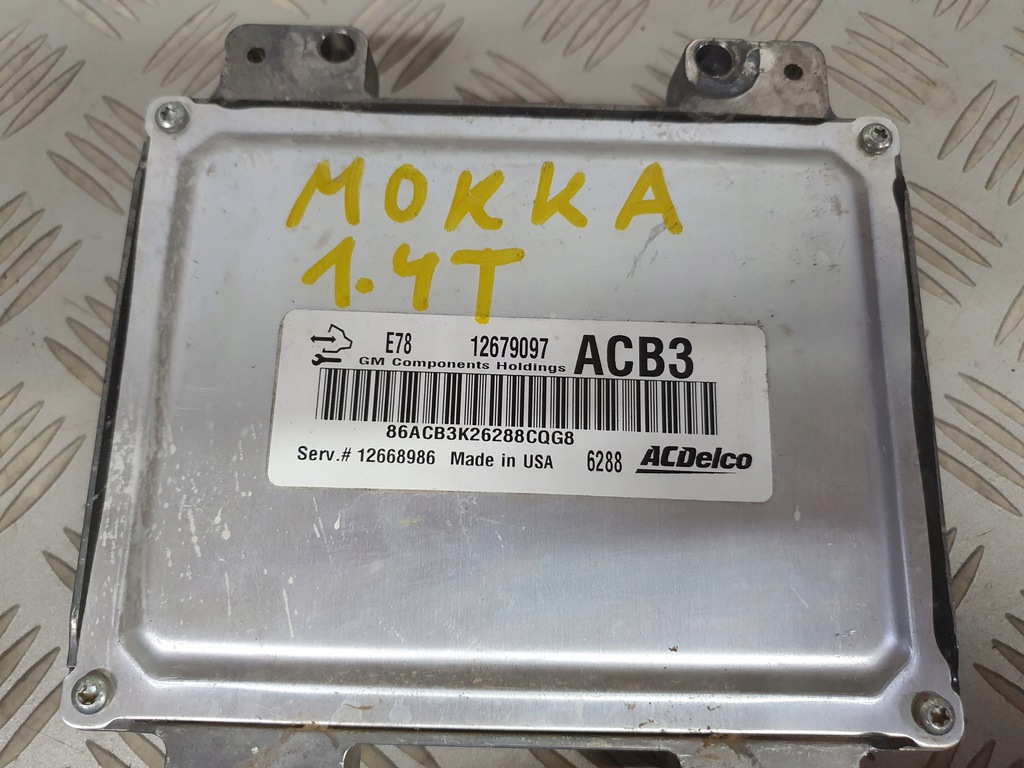 MOKKA
1.4T
E78 12679097 ACB3
GM Components Holdings
86ACB3K26288CQG8
Serv.# 12668986 Made in USA 6288 ACDelco